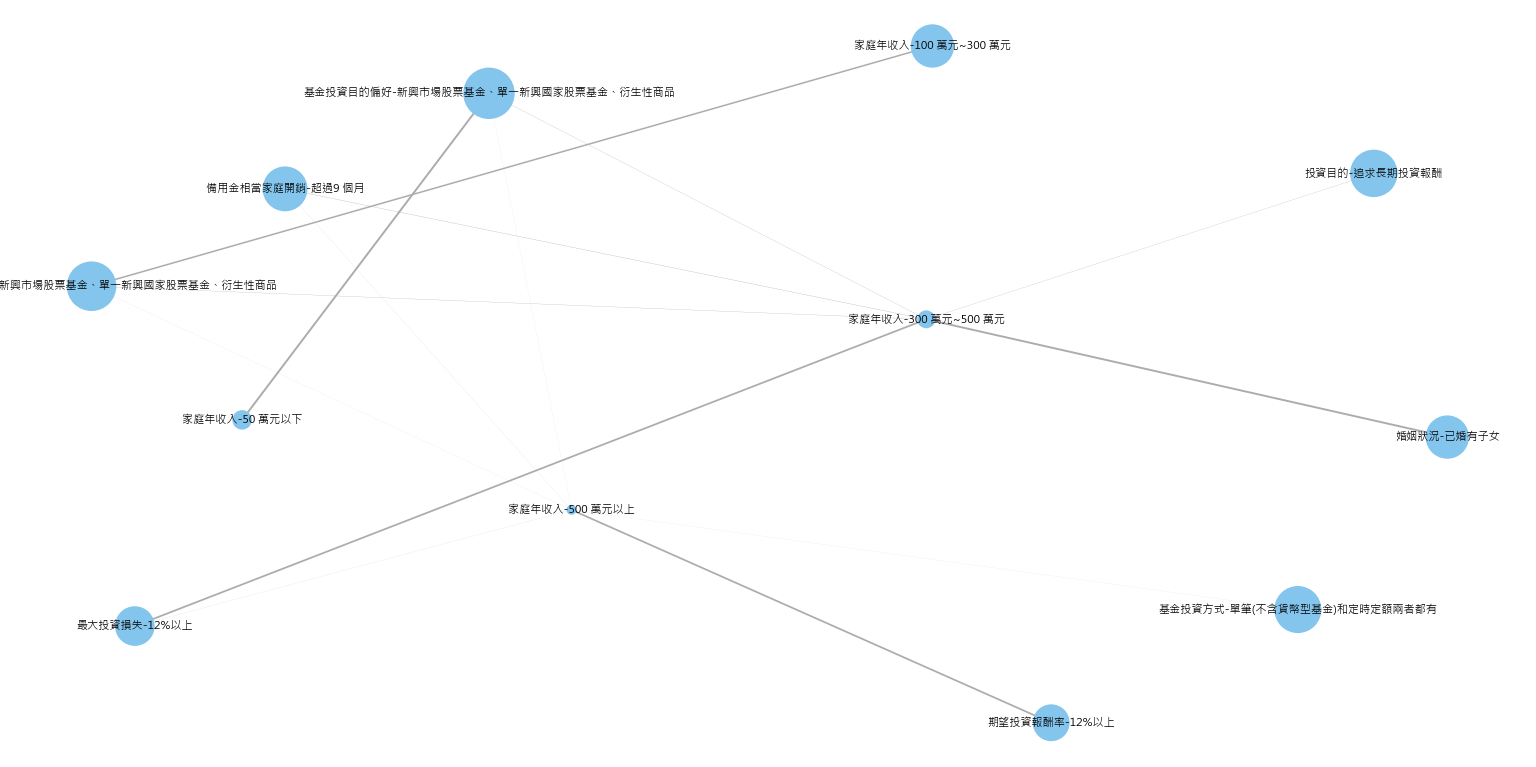 家庭年收入-100 萬元~300 萬元
基金投資目的偏好-新興市場股票基金、單一新興國家股票基金、衍生性商品
投資目的-追求長期投資報酬
備用金相當家庭開銷-超過9 個月
新興市場股票基金、單一新興國家股票基金、衍生性商品
家庭年收入-300 萬元~500 萬元
家庭年收入-50 萬元以下
婚姻狀況-已婚有子女
家庭年收入-500 萬元以上
基金投資方式-單筆(不含貨幣型基金)和定時定額兩者都有
最大投資損失-12%以上
期望投資報酬率-12%以上